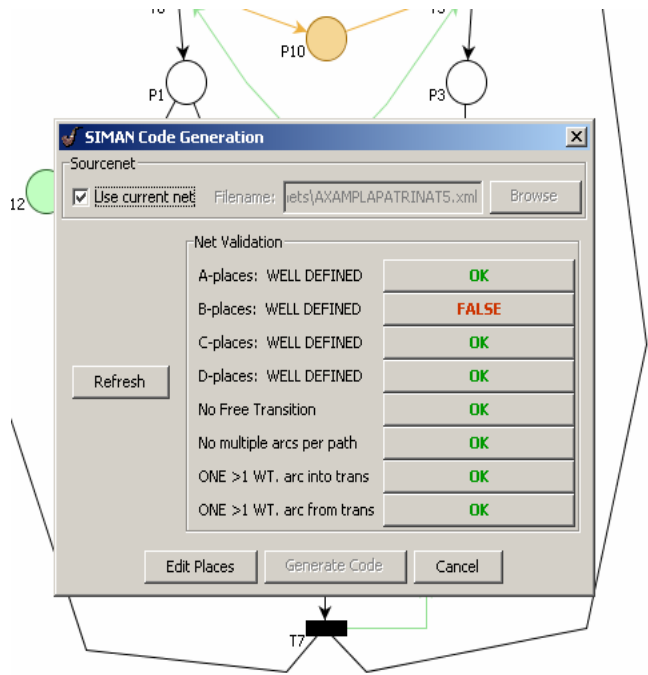 P10
P1
P3
12
SIMAN Code Generation
Sourcenet
Use current net Filename: nets\AXAMPLAPATRINAT5.xml Browse
Net Validation
A-places: WELL DEFINED OK
B-places: WELL DEFINED FALSE
C-places: WELL DEFINED OK
D-places: WELL DEFINED OK
Refresh
No Free Transition OK
No multiple arcs per path OK
ONE >1 WT. arc into trans OK
ONE >1 WT. arc from trans OK
Edit Places Generate Code Cancel
T7